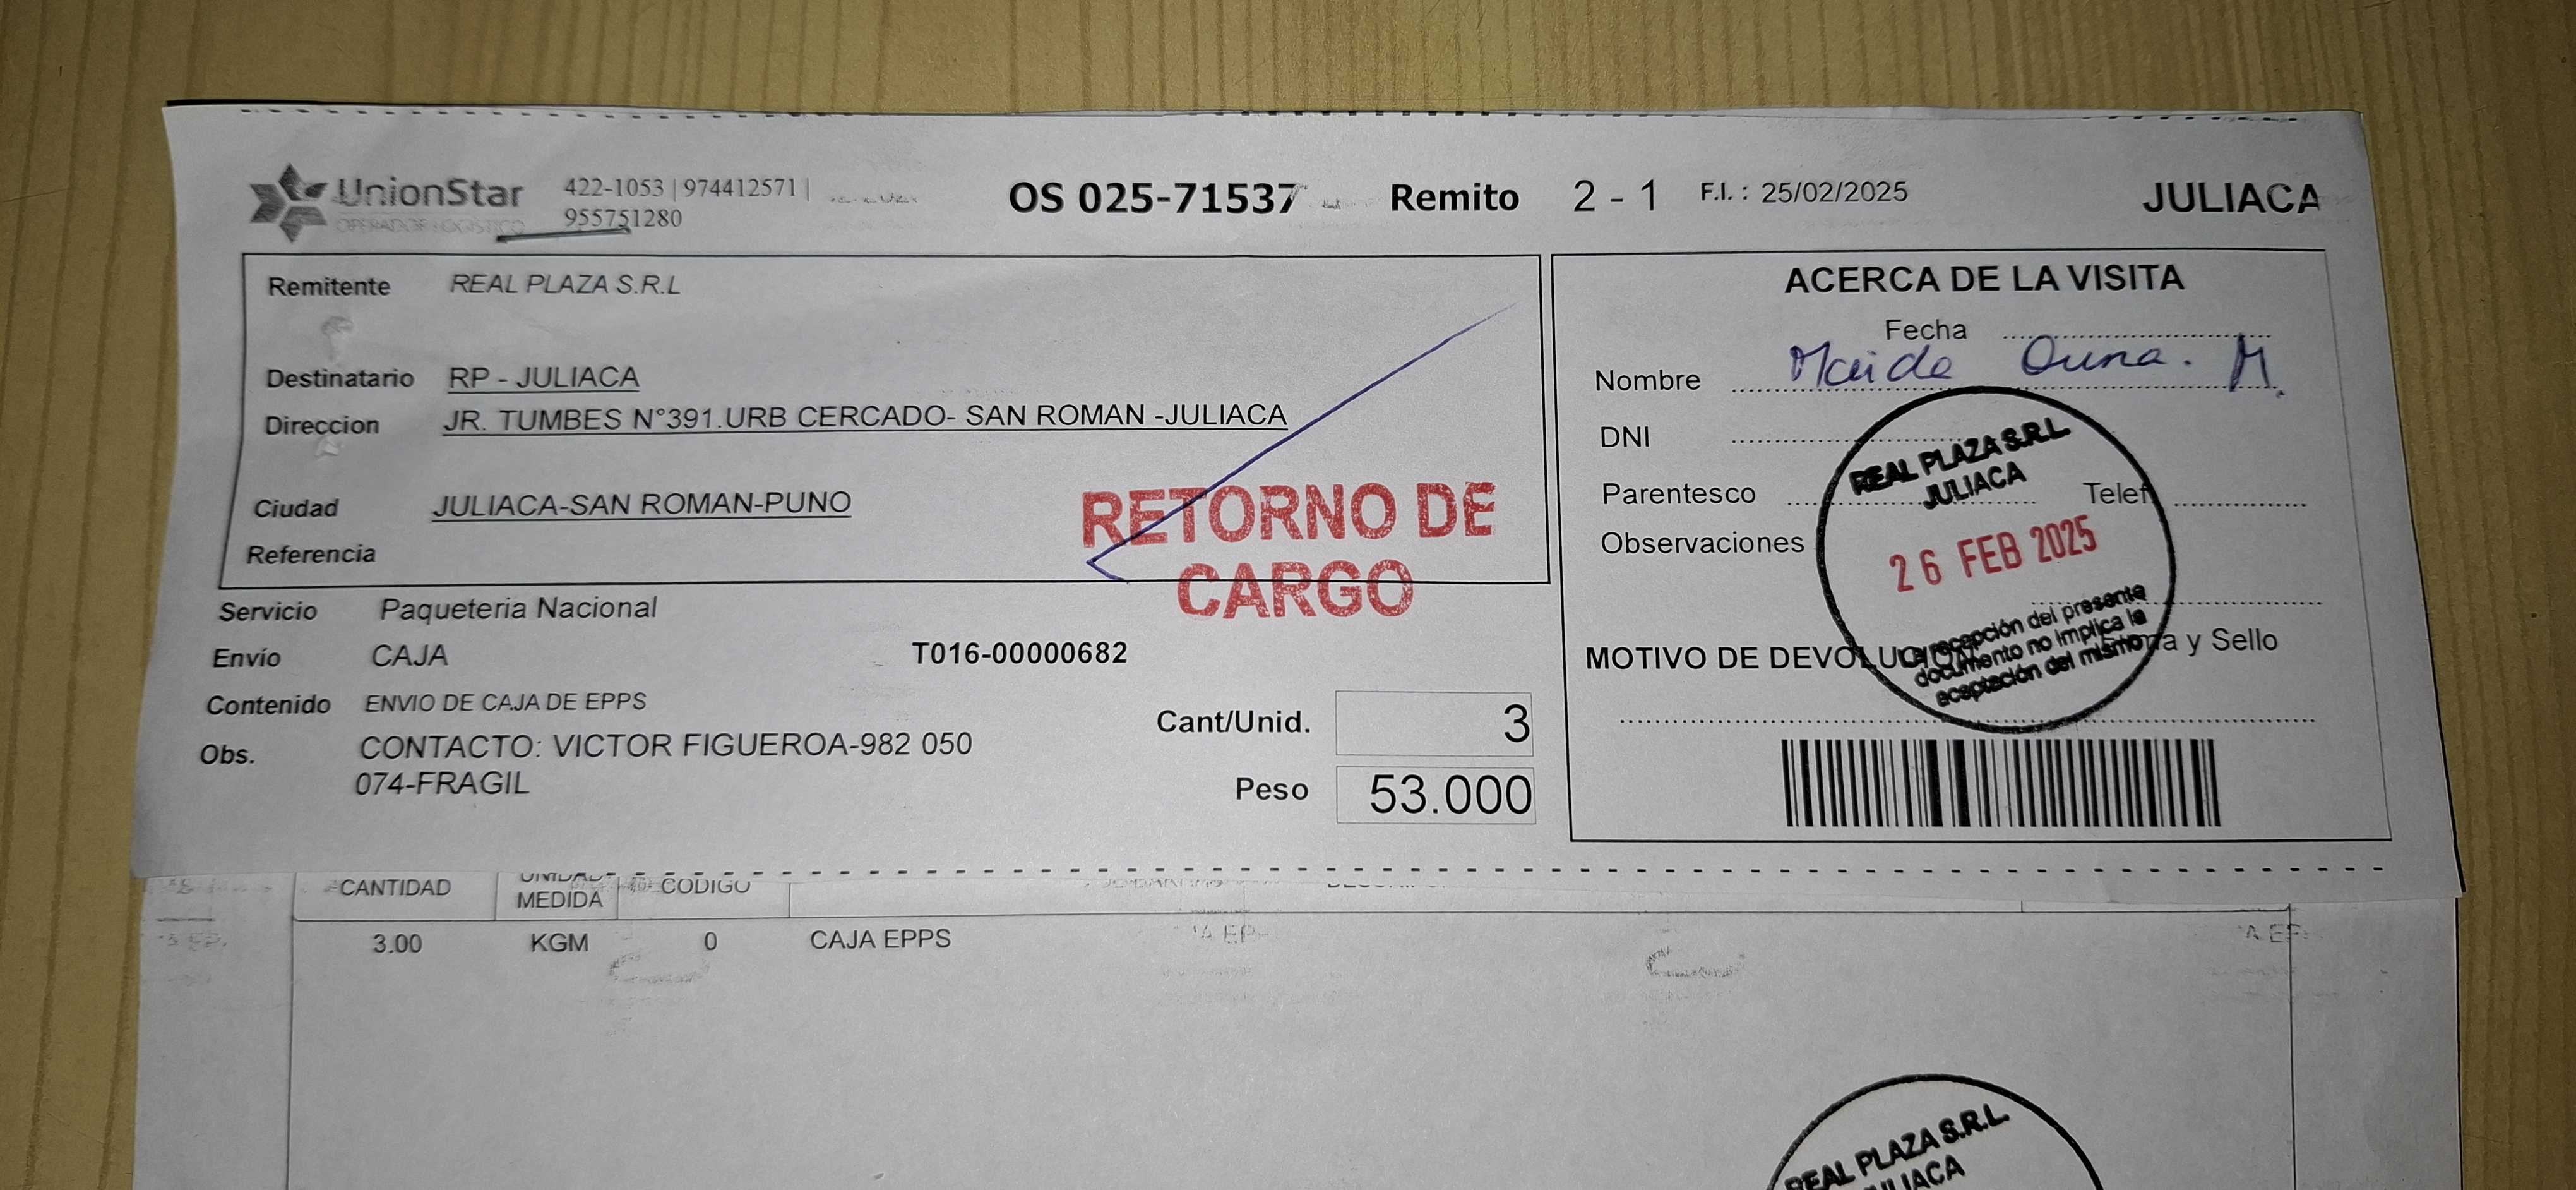 UnionStar
OPERADOR LOGISTICO
422-1053 | 974412571 |
955751280
OS 025-71537
Remito 2 - 1
F.I. : 25/02/2025
JULIACA
Remitente REAL PLAZA S.R.L
Destinatario RP - JULIACA
Direccion JR. TUMBES N°391.URB CERCADO- SAN ROMAN -JULIACA
Ciudad JULIACA-SAN ROMAN-PUNO
Referencia
RETORNO DE
CARGO
Servicio Paqueteria Nacional
Envío CAJA
T016-00000682
Contenido ENVIO DE CAJA DE EPPS
Obs. CONTACTO: VICTOR FIGUEROA-982 050
074-FRAGIL
Cant/Unid. 3
Peso 53.000
ACERCA DE LA VISITA
Fecha
Nombre
DNI
Parentesco Telef
Observaciones
REAL PLAZA S.R.L.
JULIACA
26 FEB 2025
La recepción del presente
documento no implica la
aceptación del mismo
MOTIVO DE DEVOLUCION
Firma y Sello
CANTIDAD
UNIDAD
MEDIDA
CODIGO
3.00 KGM 0 CAJA EPPS
REAL PLAZA S.R.L.
JULIACA